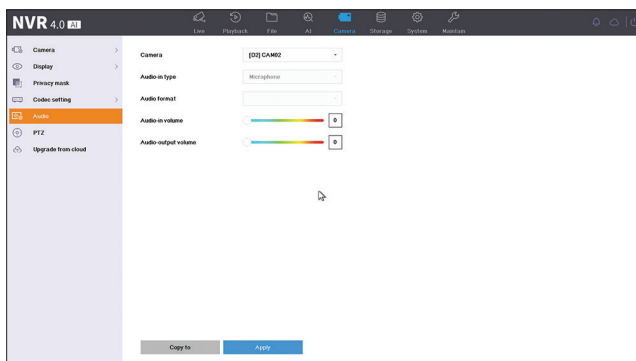 NVR 4.0 AI
Live Playback File AI Camera Storage System Maintain
Camera
Display
Privacy mask
Codec setting
Audio
PTZ
Upgrade from cloud
Camera [D2] CAM02
Audio-in type Microphone
Audio format
Audio-in volume 0
Audio-output volume 0
Copy to Apply